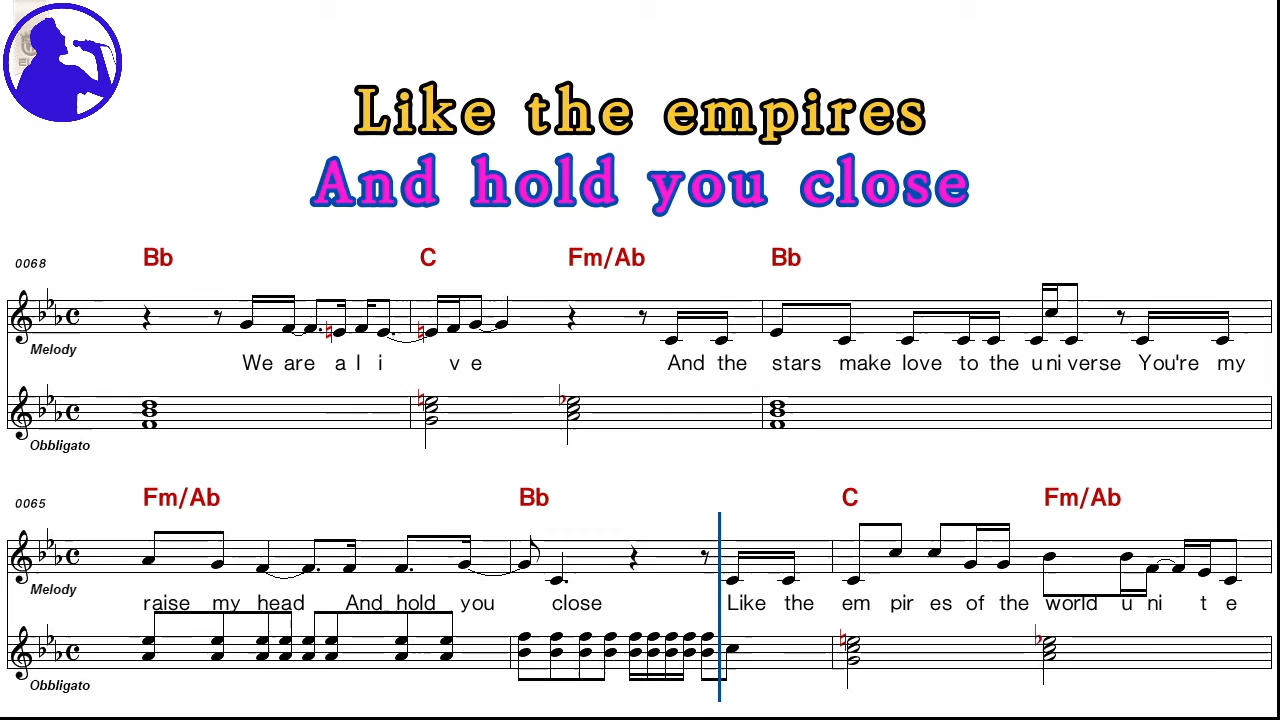 Like the empires
And hold you close
0068
Bb C Fm/Ab Bb
Melody
We are a l i v e And the stars make love to the uni verse You're my
Obbligato
0065
Fm/Ab Bb C Fm/Ab
Melody
raise my head And hold you close Like the em pir es of the world u ni t e
Obbligato